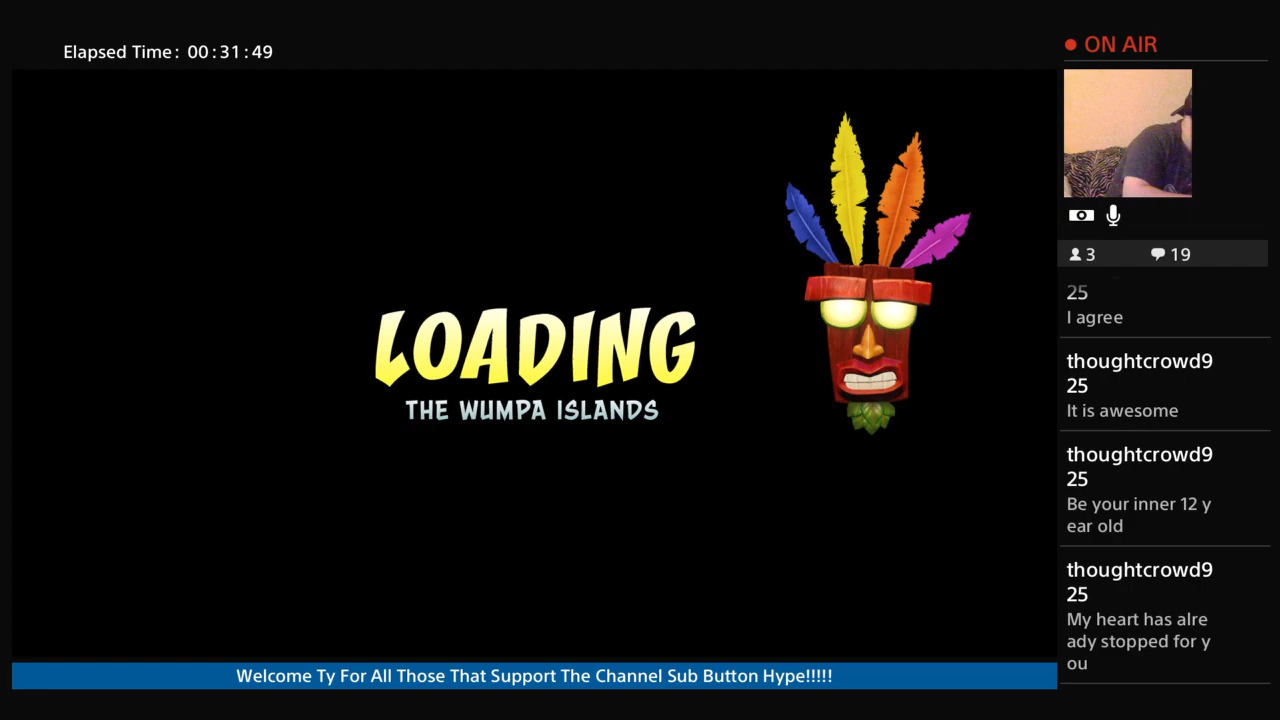 Elapsed Time: 00:31:49
ON AIR
3
19
25
I agree
thoughtcrowd9
25
It is awesome
thoughtcrowd9
25
Be your inner 12 y
ear old
thoughtcrowd9
25
My heart has alre
ady stopped for y
ou
LOADING
THE WUMPA ISLANDS
Welcome Ty For All Those That Support The Channel Sub Button Hype!!!!!